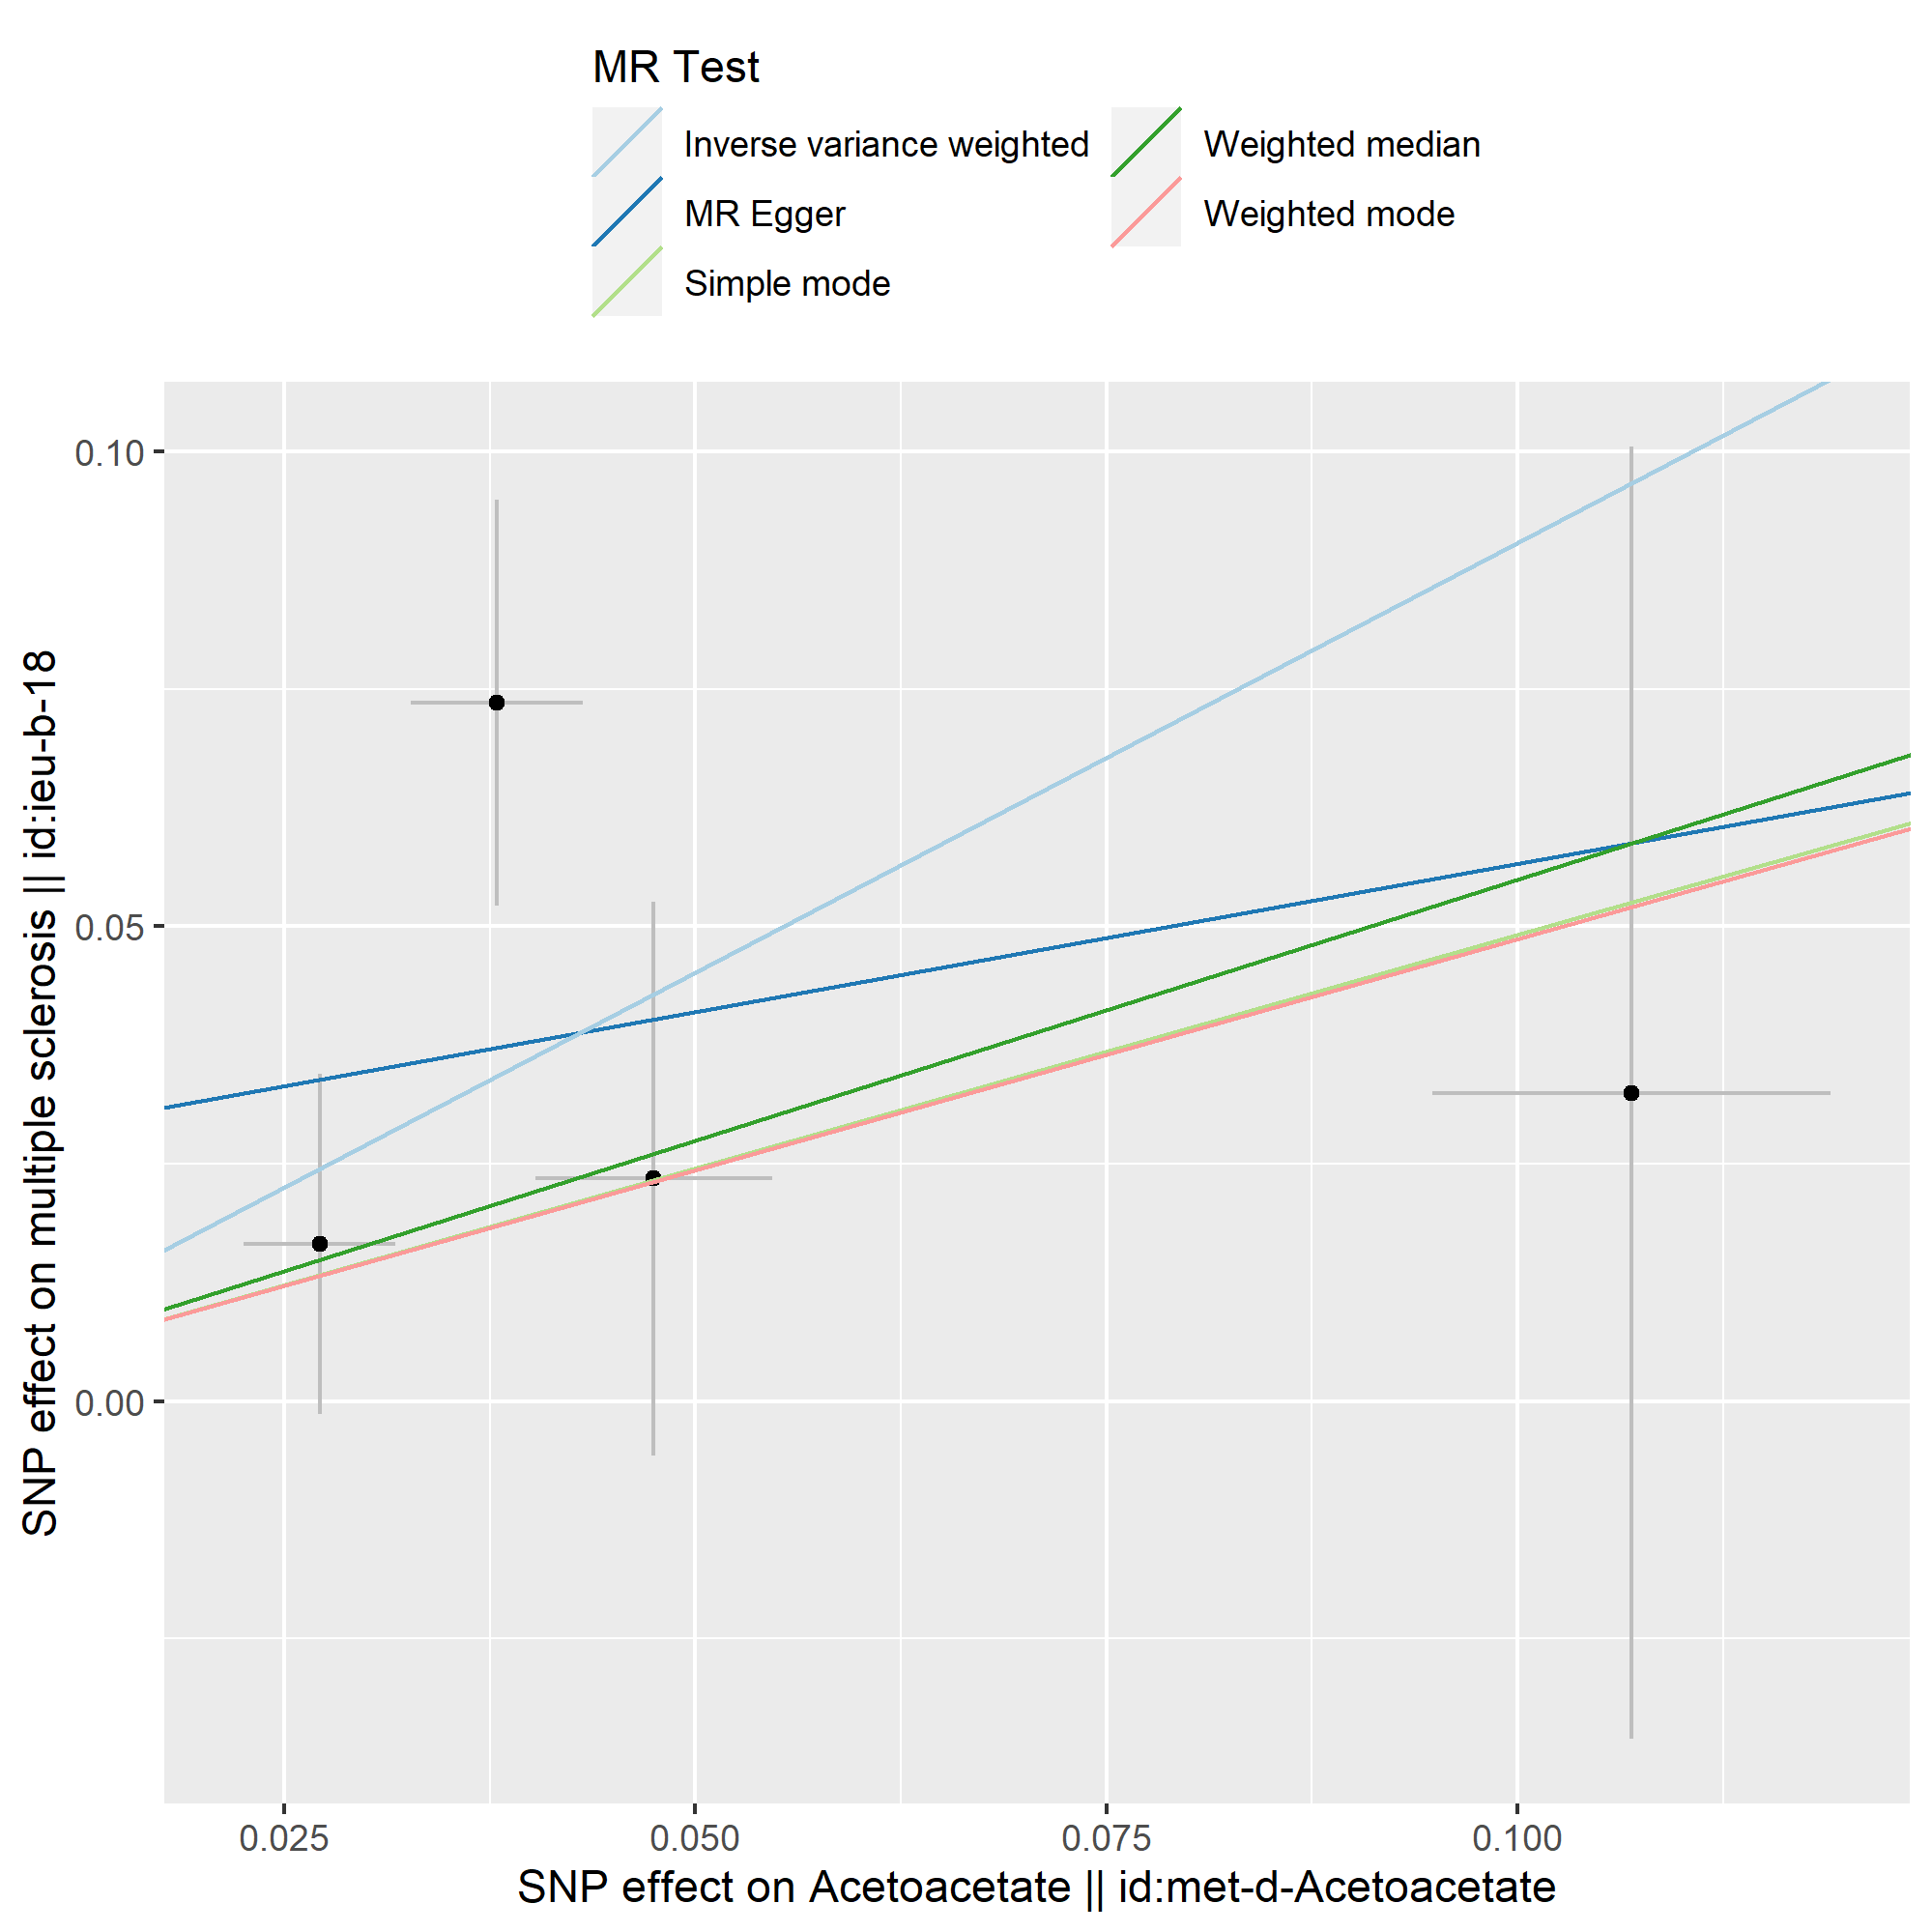 MR Test
Inverse variance weighted
MR Egger
Simple mode
Weighted median
Weighted mode
SNP effect on multiple sclerosis || id:ieu-b-18
0.10
0.05
0.00
0.025
0.050
0.075
0.100
SNP effect on Acetoacetate || id:met-d-Acetoacetate